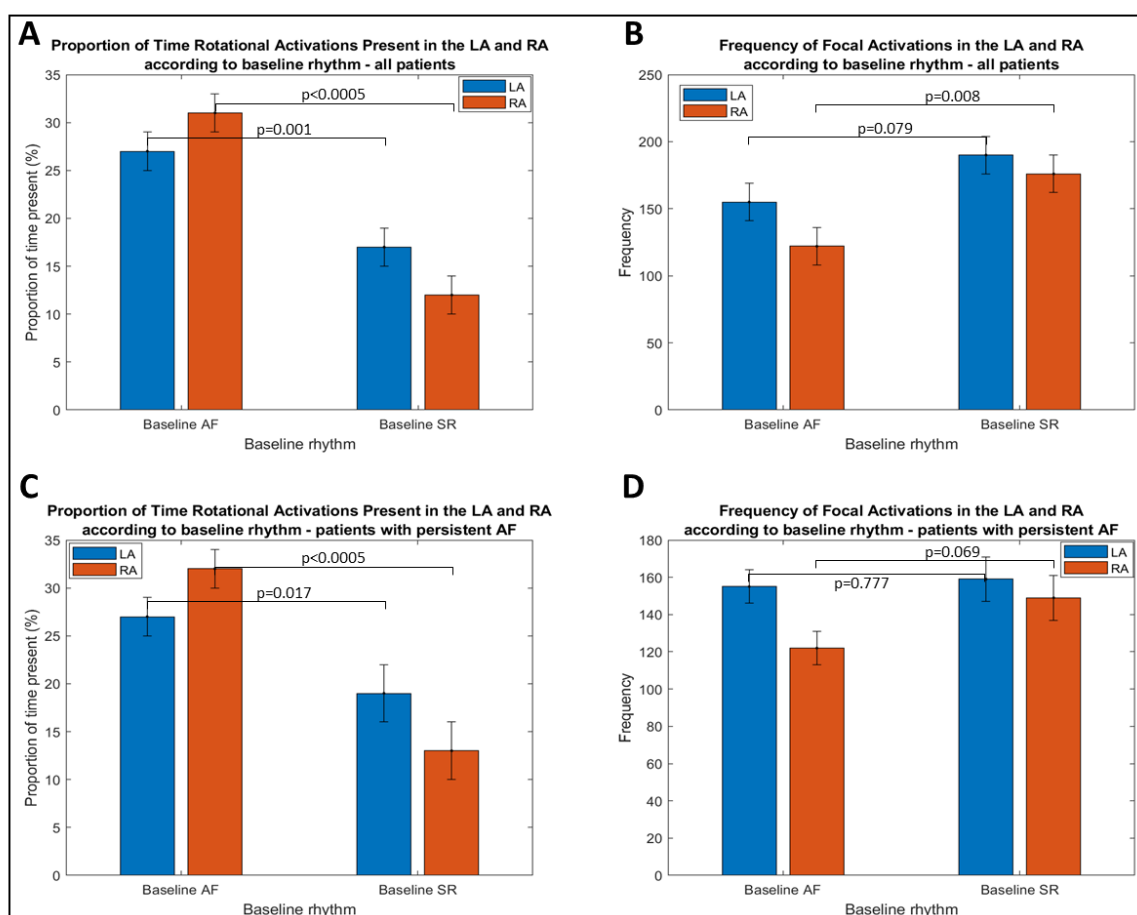 A
Proportion of Time Rotational Activations Present in the LA and RA
according to baseline rhythm - all patients
35
30
25
20
15
10
5
0
Proportion of time present (%)
LA
RA
p<0.0005
p=0.001
Baseline AF
Baseline SR
Baseline rhythm
B
Frequency of Focal Activations in the LA and RA
according to baseline rhythm - all patients
250
200
150
100
50
0
Frequency
LA
RA
p=0.008
p=0.079
Baseline AF
Baseline SR
Baseline rhythm
C
Proportion of Time Rotational Activations Present in the LA and RA
according to baseline rhythm - patients with persistent AF
35
30
25
20
15
10
5
0
Proportion of time present (%)
LA
RA
p<0.0005
p=0.017
Baseline AF
Baseline SR
Baseline rhythm
D
Frequency of Focal Activations in the LA and RA
according to baseline rhythm - patients with persistent AF
180
160
140
120
100
80
60
40
20
0
Frequency
LA
RA
p=0.069
p=0.777
Baseline AF
Baseline SR
Baseline rhythm